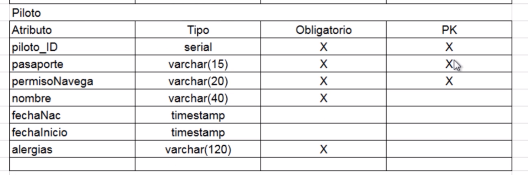 Piloto
Atributo Tipo Obligatorio PK
piloto_ID serial X X
pasaporte varchar(15) X X
permisoNavega varchar(20) X X
nombre varchar(40) X
fechaNac timestamp
fechaInicio timestamp
alergias varchar(120) X